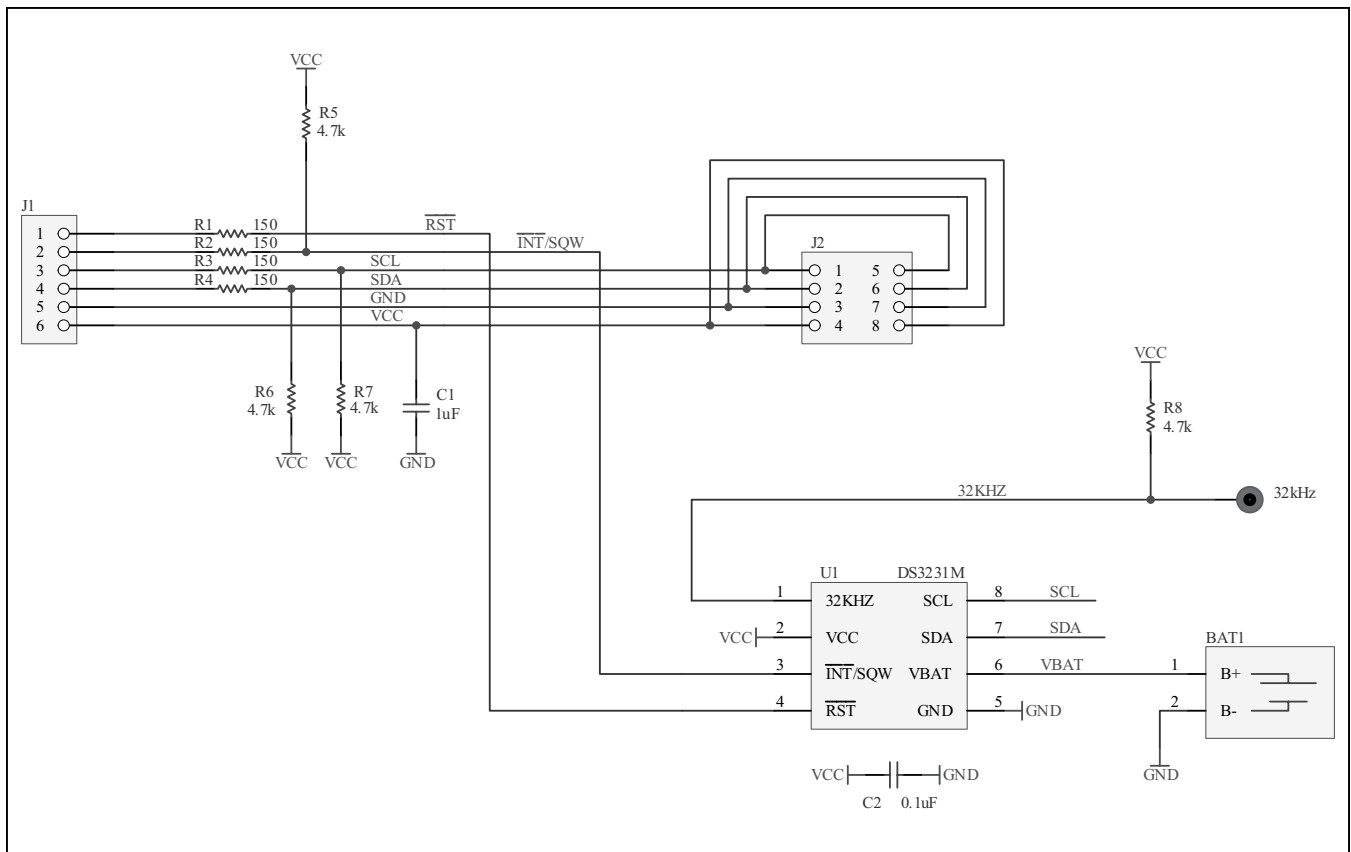 VCC
R5
4.7k
J1
1
2
3
4
5
6
R1 150
R2 150
R3 150
R4 150
RST
INT/SQW
SCL
SDA
GND
VCC
J2
1 5
2 6
3 7
4 8
R6
4.7k
R7
4.7k
C1
1uF
VCC
VCC
GND
VCC
R8
4.7k
32KHZ
32kHz
U1 DS3231M
1 32KHZ SCL 8 SCL
VCC 2 VCC SDA 7 SDA
3 INT/SQW VBAT 6 VBAT
4 RST GND 5 GND
BAT1
1 B+
2 B-
GND
VCC GND
C2 0.1uF